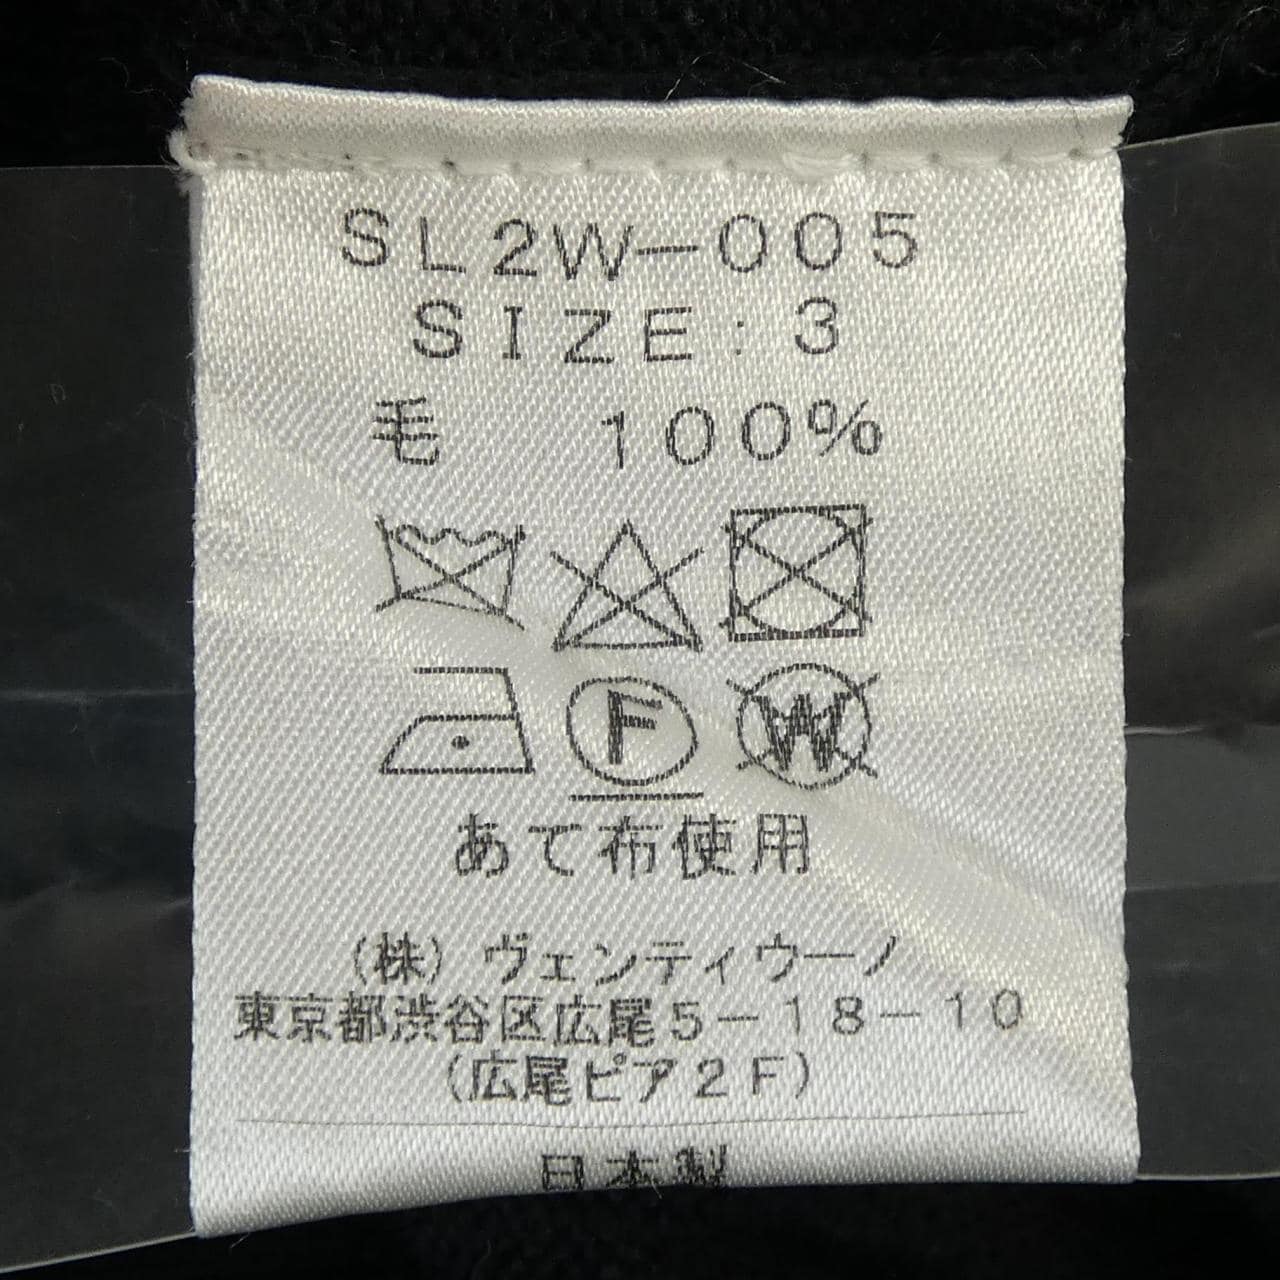 SL2W-005
SIZE:3
毛 100%
F W
あて布使用
(株)ヴェンティウーノ
東京都渋谷区広尾5-18-10
(広尾ピア2F)
日本製